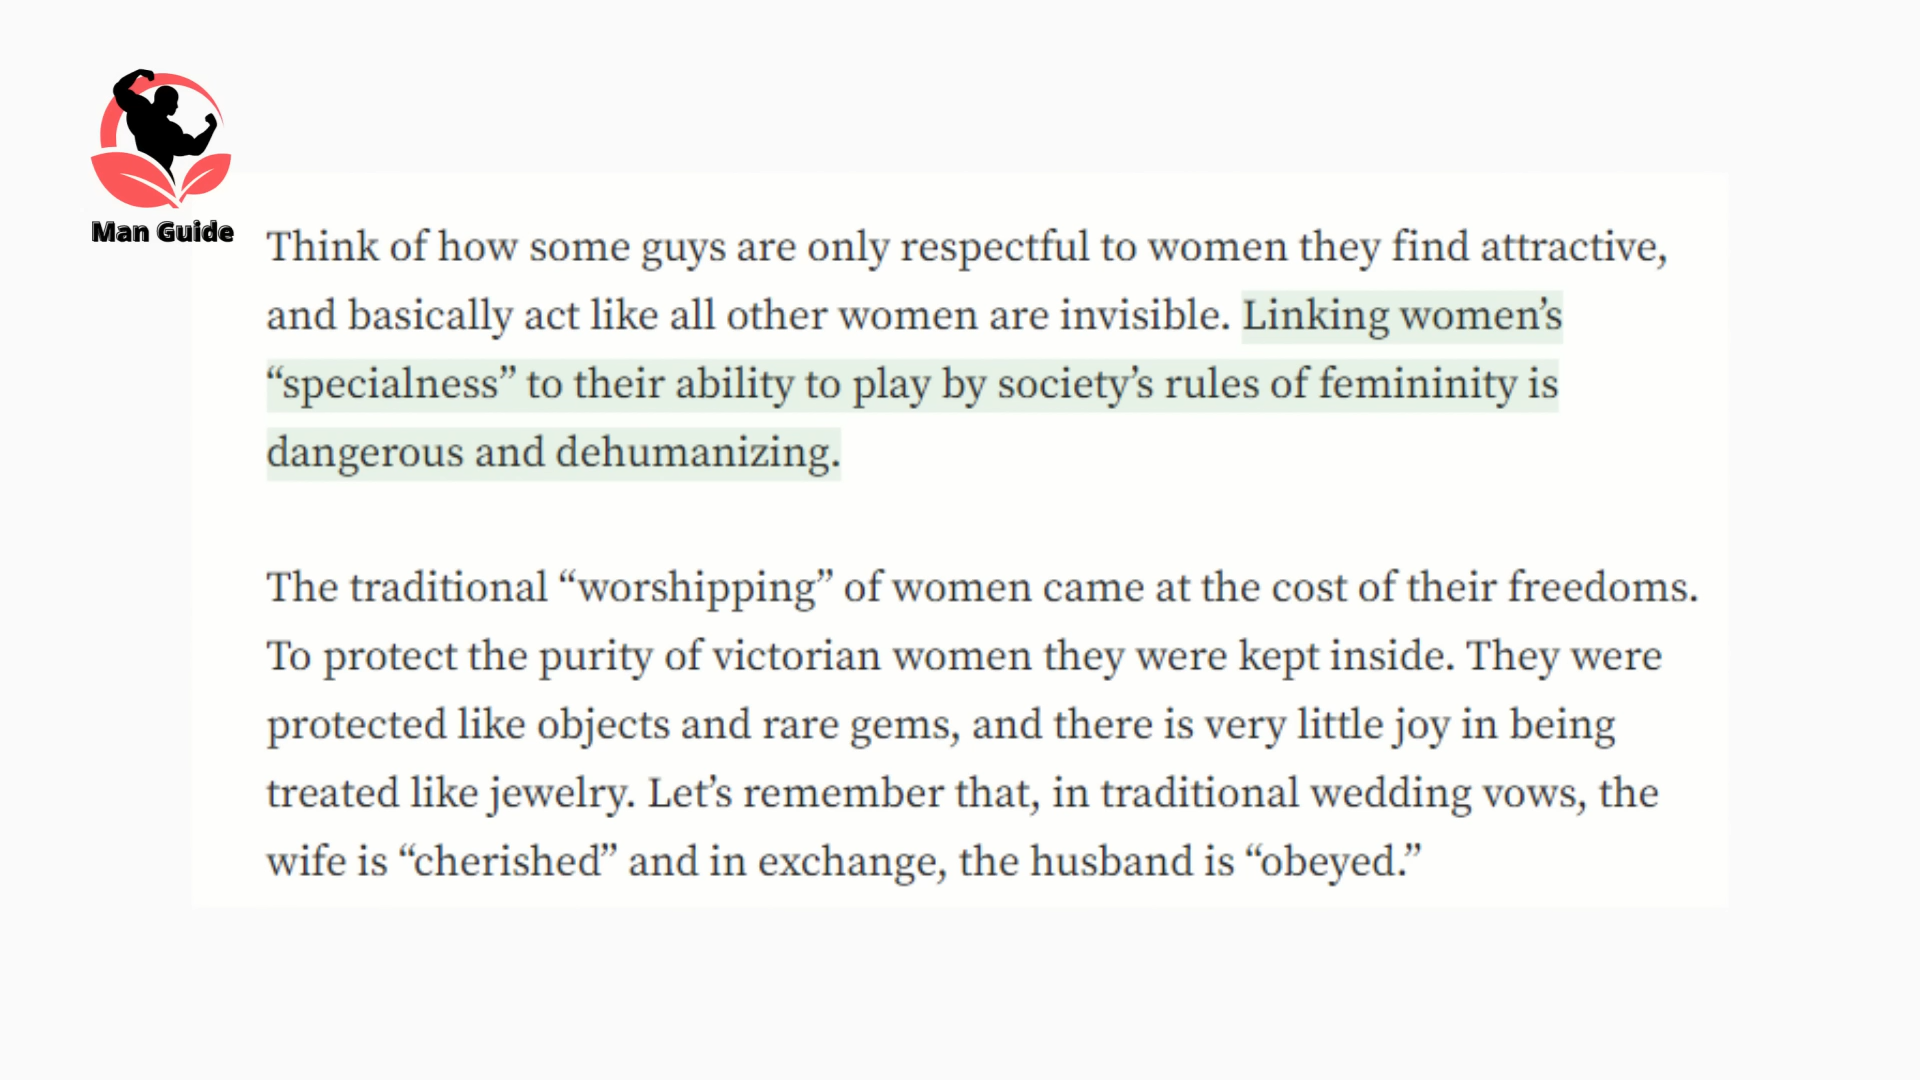 Man Guide
Think of how some guys are only respectful to women they find attractive,
and basically act like all other women are invisible. Linking women’s
“specialness” to their ability to play by society’s rules of femininity is
dangerous and dehumanizing.
The traditional “worshipping” of women came at the cost of their freedoms.
To protect the purity of victorian women they were kept inside. They were
protected like objects and rare gems, and there is very little joy in being
treated like jewelry. Let’s remember that, in traditional wedding vows, the
wife is “cherished” and in exchange, the husband is “obeyed.”